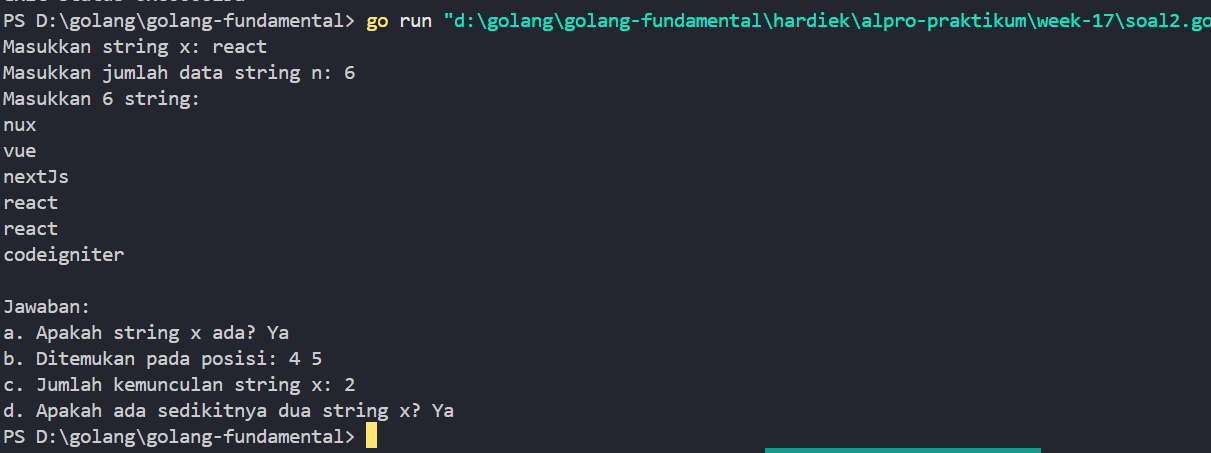 PS D:\golang\golang-fundamental> go run "d:\golang\golang-fundamental\hardiek\alpro-praktikum\week-17\soal2.go
Masukkan string x: react
Masukkan jumlah data string n: 6
Masukkan 6 string:
nux
vue
nextJs
react
react
codeigniter
Jawaban:
a. Apakah string x ada? Ya
b. Ditemukan pada posisi: 4 5
c. Jumlah kemunculan string x: 2
d. Apakah ada sedikitnya dua string x? Ya
PS D:\golang\golang-fundamental>